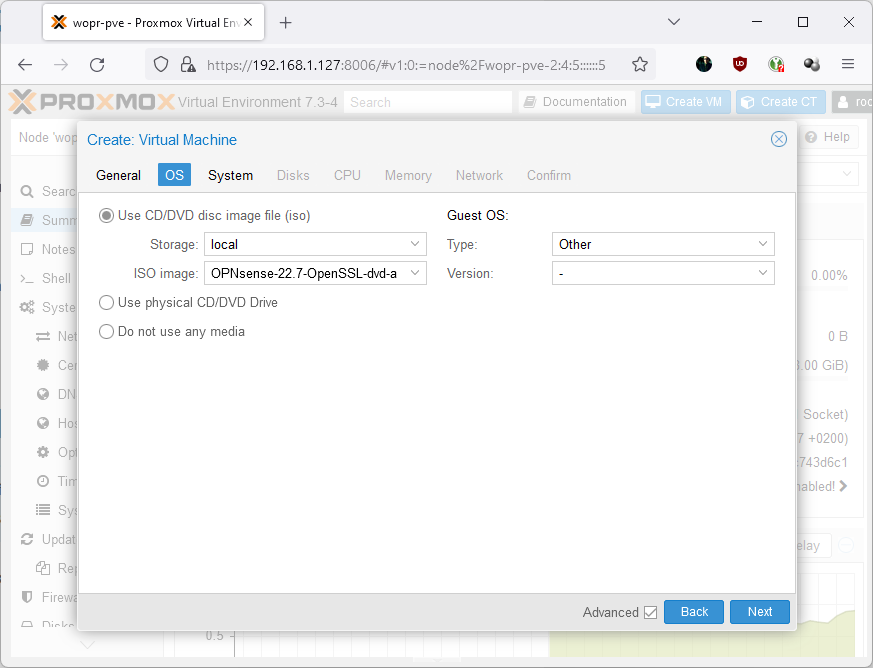 wopr-pve - Proxmox Virtual Env
https://192.168.1.127:8006/#v1:0:=node%2Fwopr-pve-2:4:5::::::5
PROXMOX Virtual Environment 7.3-4 Search Documentation Create VM Create CT roo
Node 'wop Help
Create: Virtual Machine
General OS System Disks CPU Memory Network Confirm
Use CD/DVD disc image file (iso) Guest OS:
Storage: local Type: Other
ISO image: OPNsense-22.7-OpenSSL-dvd-a Version: -
Use physical CD/DVD Drive
Do not use any media
Searc
Summ
Notes
Shell
Syste
Net
Cer
DN
Hos
Opt
Tim
Sys
Updat
Rep
Firewa
Disks
0.00%
0 B
.00 GiB)
Socket)
7 +0200)
:743d6c1
nabled!
elay
Advanced Back Next
0.5